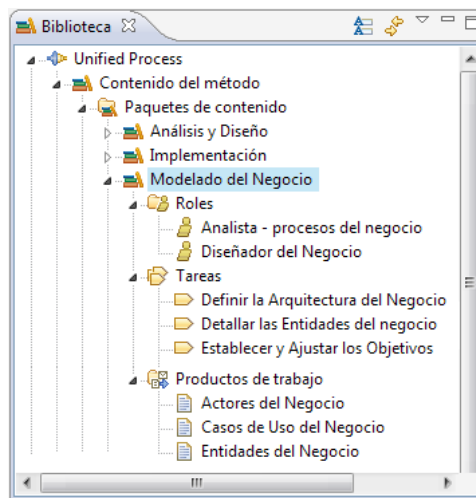 Biblioteca
Unified Process
Contenido del método
Paquetes de contenido
Análisis y Diseño
Implementación
Modelado del Negocio
Roles
Analista - procesos del negocio
Diseñador del Negocio
Tareas
Definir la Arquitectura del Negocio
Detallar las Entidades del negocio
Establecer y Ajustar los Objetivos
Productos de trabajo
Actores del Negocio
Casos de Uso del Negocio
Entidades del Negocio